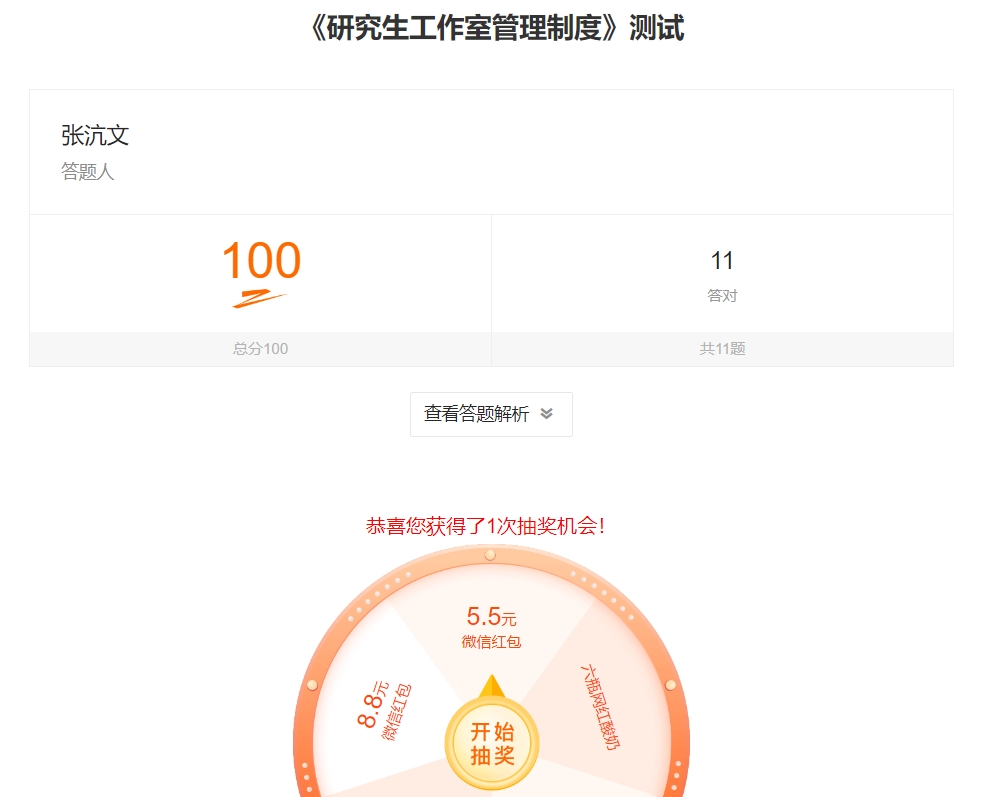 《研究生工作室管理制度》测试
张沆文
答题人
100
11
答对
总分100
共11题
查看答题解析
恭喜您获得了1次抽奖机会!
5.5元
微信红包
8.8元
微信红包
六瓶网红酸奶
开始
抽奖